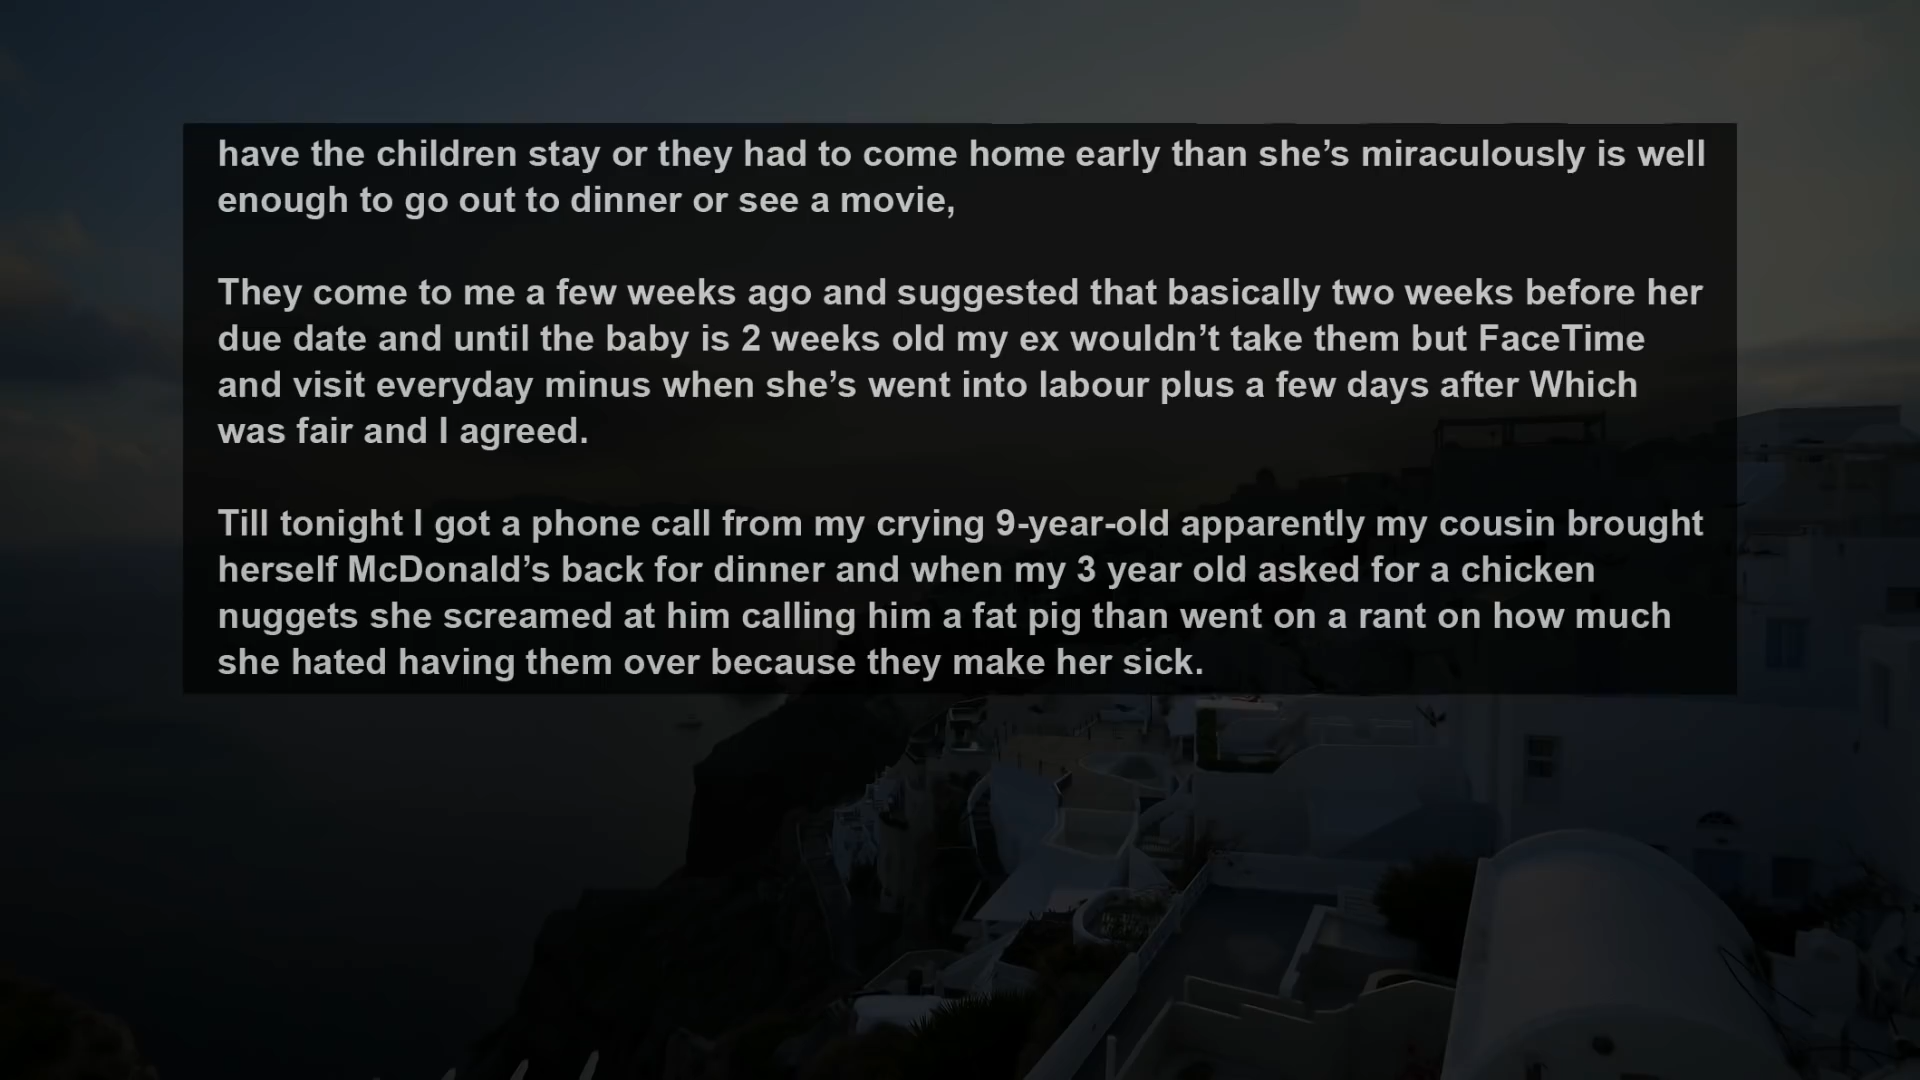 have the children stay or they had to come home early than she’s miraculously is well
enough to go out to dinner or see a movie,
They come to me a few weeks ago and suggested that basically two weeks before her
due date and until the baby is 2 weeks old my ex wouldn’t take them but FaceTime
and visit everyday minus when she’s went into labour plus a few days after Which
was fair and I agreed.
Till tonight I got a phone call from my crying 9-year-old apparently my cousin brought
herself McDonald’s back for dinner and when my 3 year old asked for a chicken
nuggets she screamed at him calling him a fat pig than went on a rant on how much
she hated having them over because they make her sick.